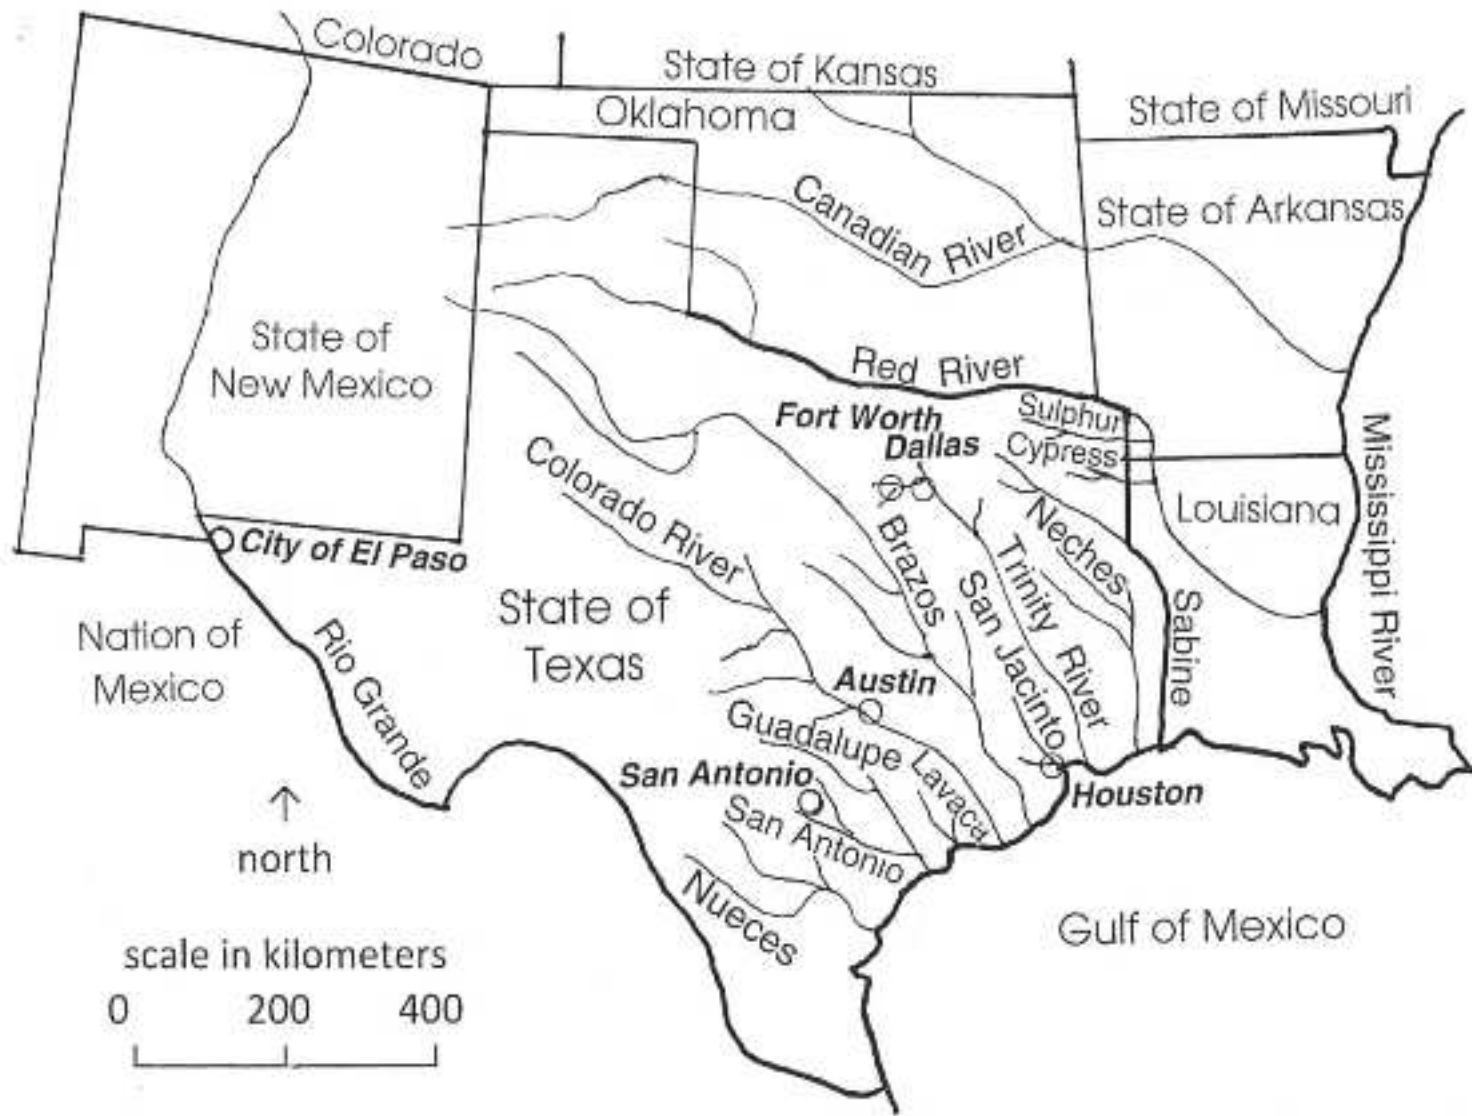 Colorado
State of Kansas
Oklahoma
State of Missouri
Canadian River
State of Arkansas
State of
New Mexico
Red River
Fort Worth
Dallas
Sulphur
Cypress
Mississippi River
Colorado River
Louisiana
Neches
City of El Paso
Brazos
Trinity River
San Jacinto
Sabine
State of
Texas
Nation of
Mexico
Rio Grande
Austin
Guadalupe
Lavaca
San Antonio
Houston
San Antonio
Nueces
north
Gulf of Mexico
scale in kilometers
0 200 400